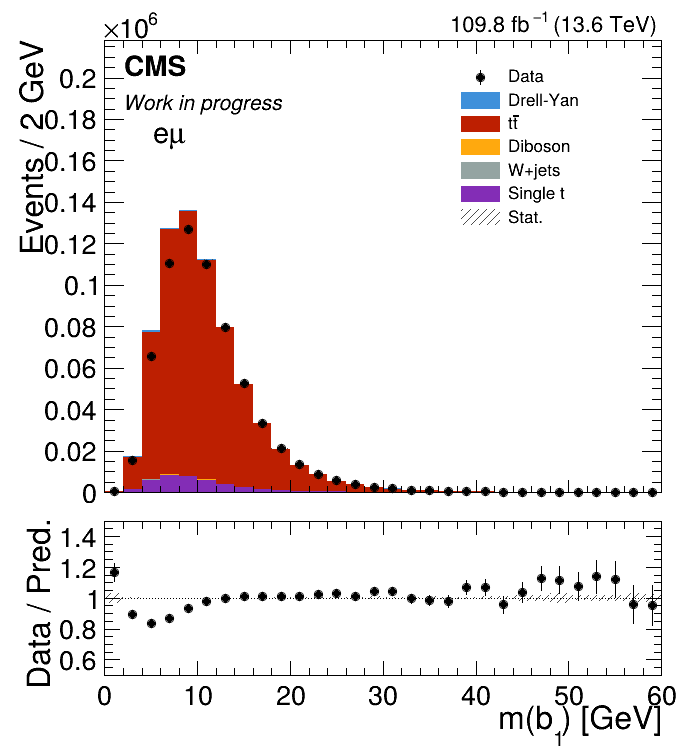 ×10⁶
109.8 fb⁻¹ (13.6 TeV)
CMS
Work in progress
eμ
Data
Drell-Yan
tt̄
Diboson
W+jets
Single t
Stat.
Events / 2 GeV
0.2
0.18
0.16
0.14
0.12
0.1
0.08
0.06
0.04
0.02
0
Data / Pred.
1.4
1.2
1
0.8
0.6
0 10 20 30 40 50 60
m(b₁) [GeV]